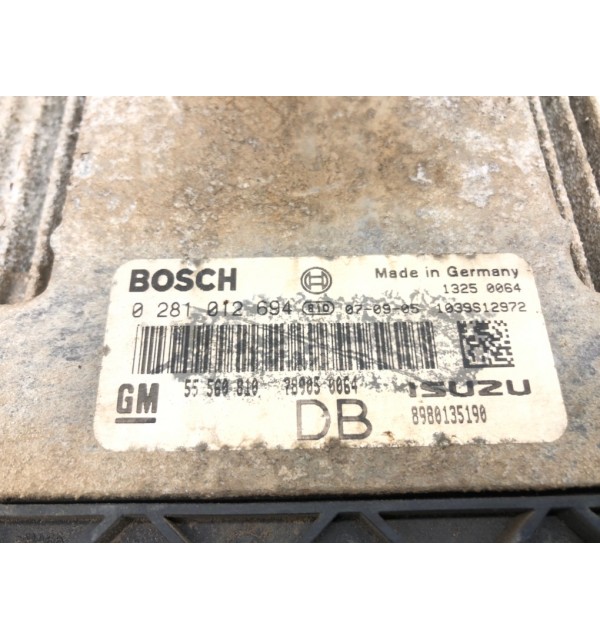 BOSCH Made in Germany
1325 0064
0 281 012 694 07-09-05 1039S12972
GM 55 560 810 78905 0064 ISUZU
DB 8980135190